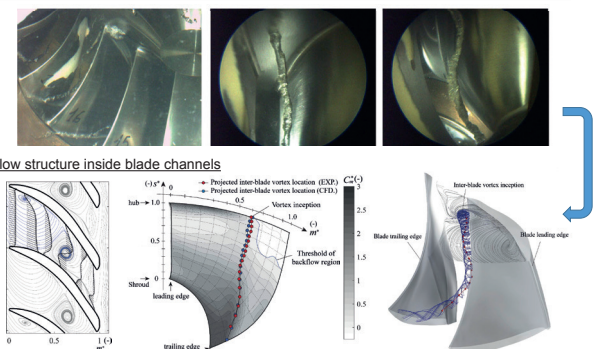 low structure inside blade channels
Projected inter-blade vortex location (EXP.)
Projected inter-blade vortex location (CFD.)
Vortex inception
(-) s*
hub
1.0
0.5
0
Shroud
0
0.5
1.0
(-)
m*
Threshold of
backflow region
leading edge
trailing edge
(-)
3
2.5
2
1.5
1
0.5
0
Inter-blade vortex inception
Blade trailing edge
Blade leading edge
0
0.5
1 (-)
m*